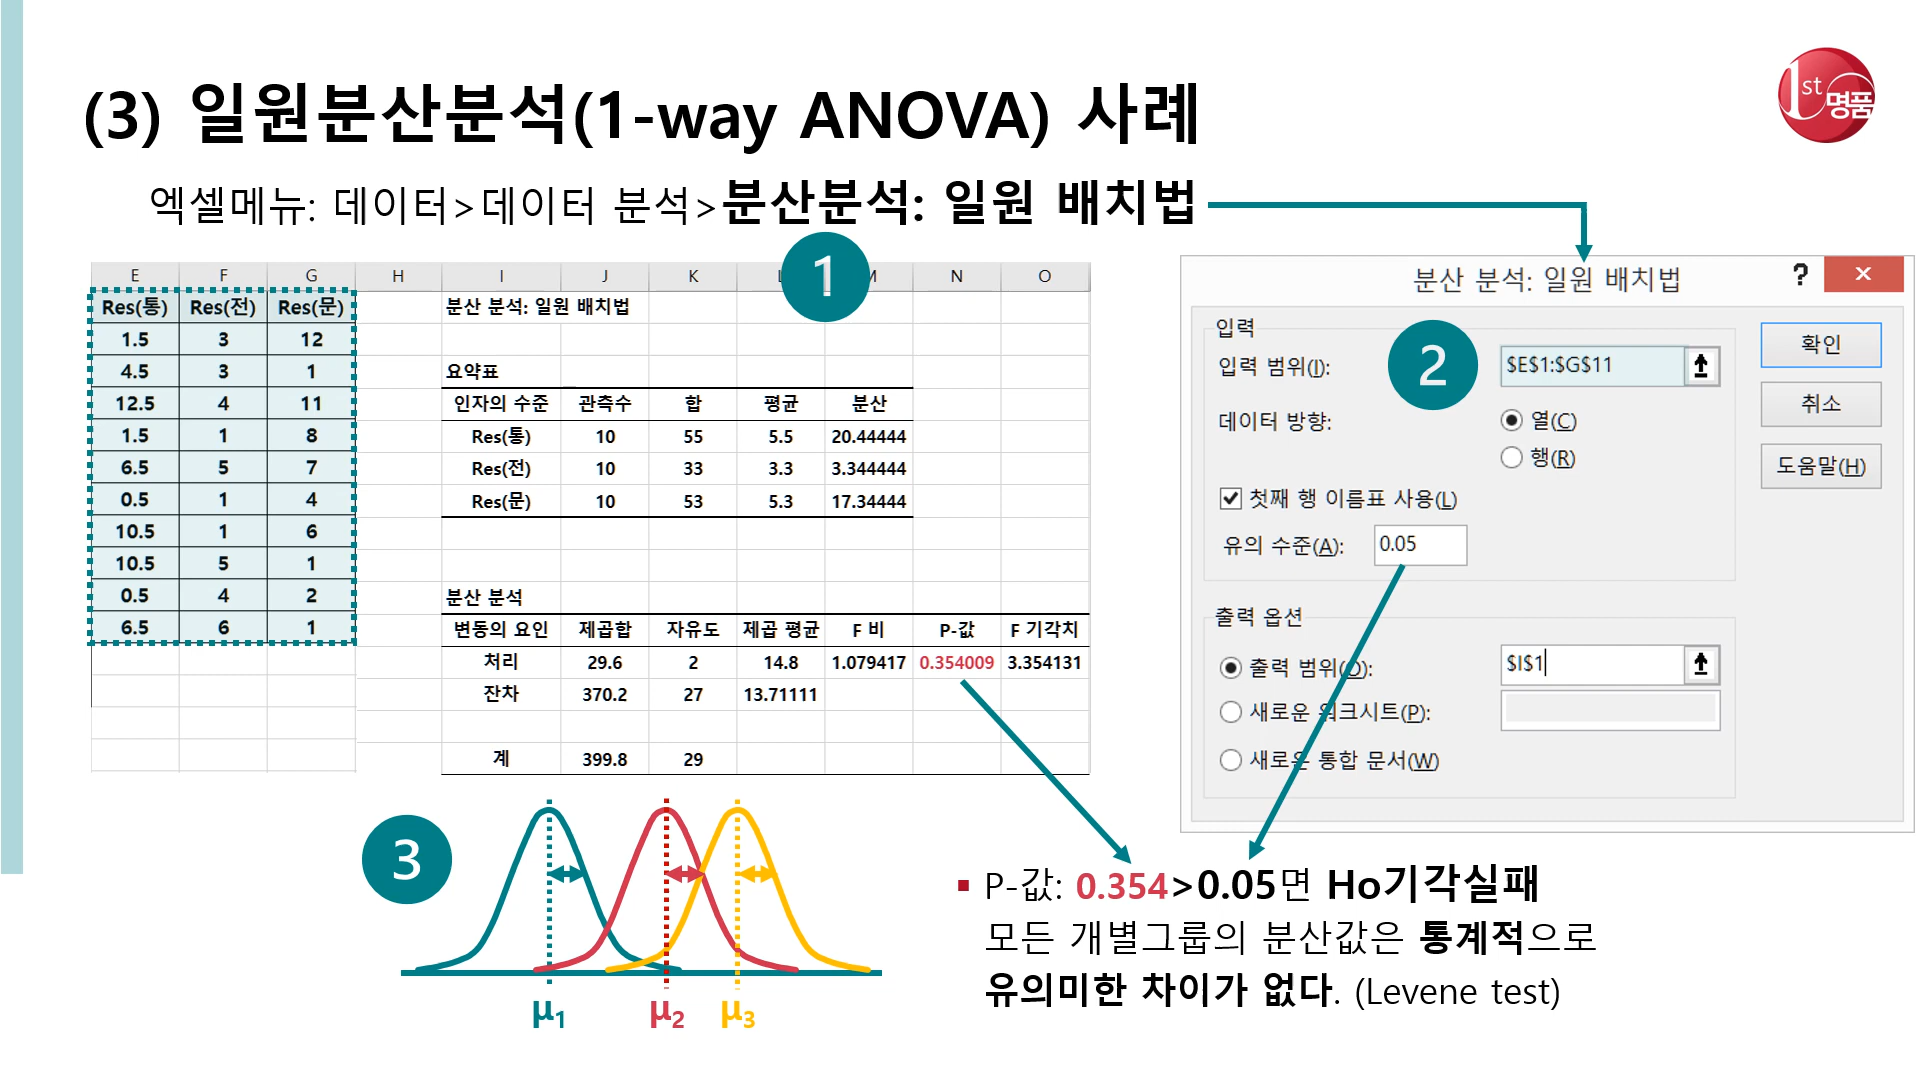 (3) 일원분산분석(1-way ANOVA) 사례
1st
명품
엑셀메뉴: 데이터>데이터 분석>분산분석: 일원 배치법
1
E F G H I J K L M N O
Res(통) Res(전) Res(문) 분산 분석: 일원 배치법
1.5 3 12
4.5 3 1 요약표
12.5 4 11 인자의 수준 관측수 합 평균 분산
1.5 1 8 Res(통) 10 55 5.5 20.44444
6.5 5 7 Res(전) 10 33 3.3 3.344444
0.5 1 4 Res(문) 10 53 5.3 17.34444
10.5 1 6
10.5 5 1
0.5 4 2 분산 분석
6.5 6 1 변동의 요인 제곱합 자유도 제곱 평균 F 비 P-값 F 기각치
처리 29.6 2 14.8 1.079417 0.354009 3.354131
잔차 370.2 27 13.71111
계 399.8 29
분산 분석: 일원 배치법 ? x
입력
입력 범위(I): 2 $E$1:$G$11 확인
데이터 방향: 열(C) 취소
행(R) 도움말(H)
첫째 행 이름표 사용(L)
유의 수준(A): 0.05
출력 옵션
출력 범위(O): $I$1
새로운 워크시트(P):
새로운 통합 문서(W)
3
μ1 μ2 μ3
▪ P-값: 0.354>0.05면 Ho기각실패
모든 개별그룹의 분산값은 통계적으로
유의미한 차이가 없다. (Levene test)